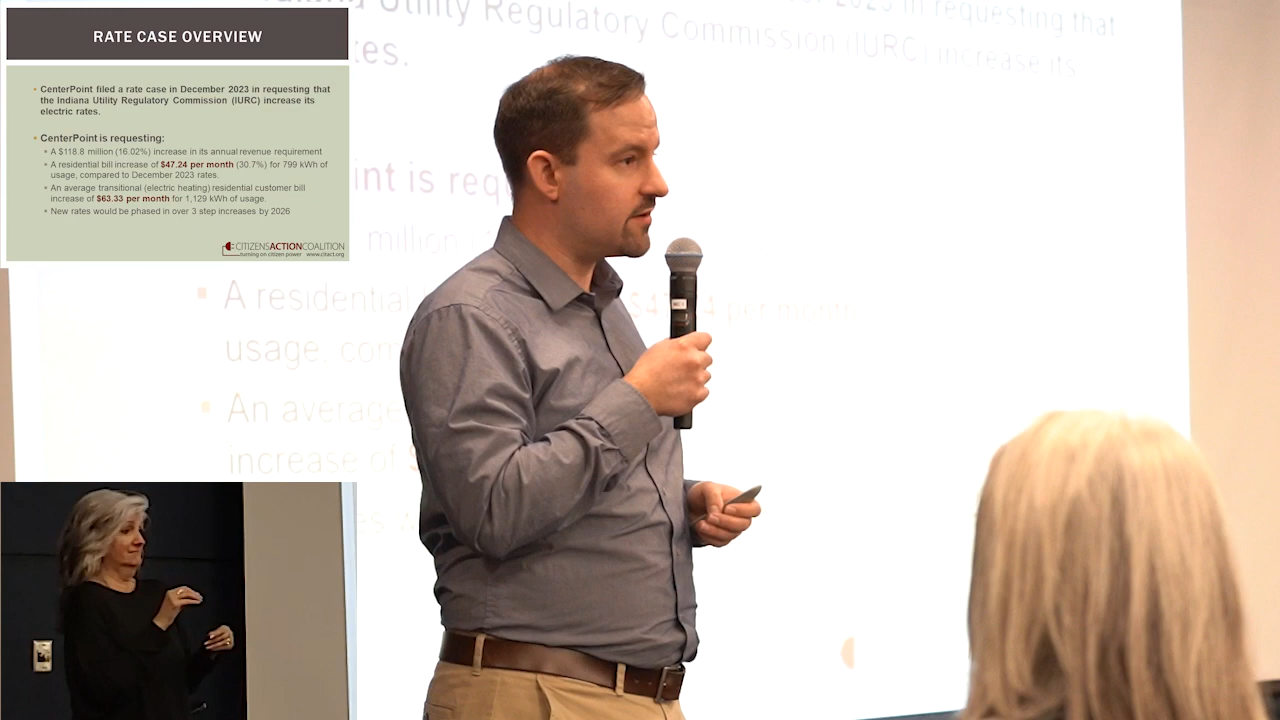 RATE CASE OVERVIEW
• CenterPoint filed a rate case in December 2023 in requesting that
the Indiana Utility Regulatory Commission (IURC) increase its
electric rates.
• CenterPoint is requesting:
• A $118.8 million (16.02%) increase in its annual revenue requirement
• A residential bill increase of $47.24 per month (30.7%) for 799 kWh of
usage, compared to December 2023 rates.
• An average transitional (electric heating) residential customer bill
increase of $63.33 per month for 1,129 kWh of usage.
• New rates would be phased in over 3 step increases by 2026
CITIZENSACTIONCOALITION
turning on citizen power www.citact.org
2023 in requesting that
Utility Regulatory Commission (IURC) increase its
int is req
million
A residential
per month
usage, com
An average
increase of